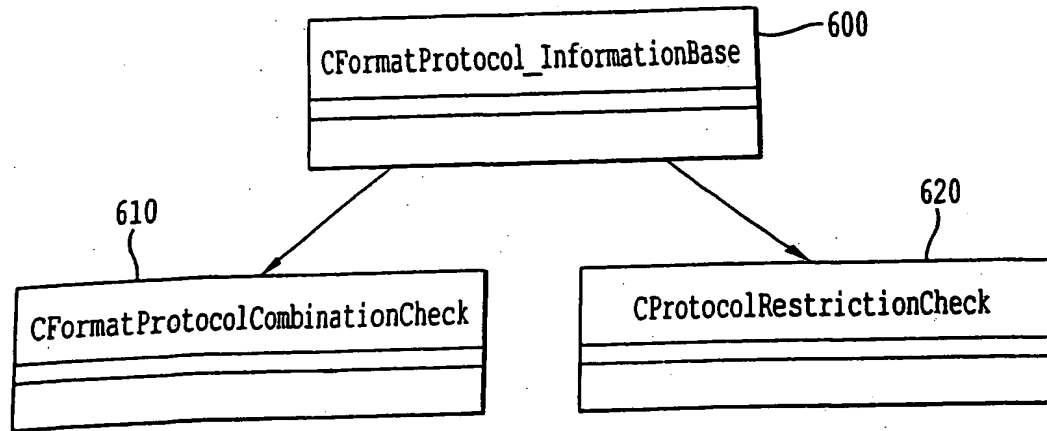 600
CFormatProtocol_InformationBase
610
620
CFormatProtocolCombinationCheck
CProtocolRestrictionCheck